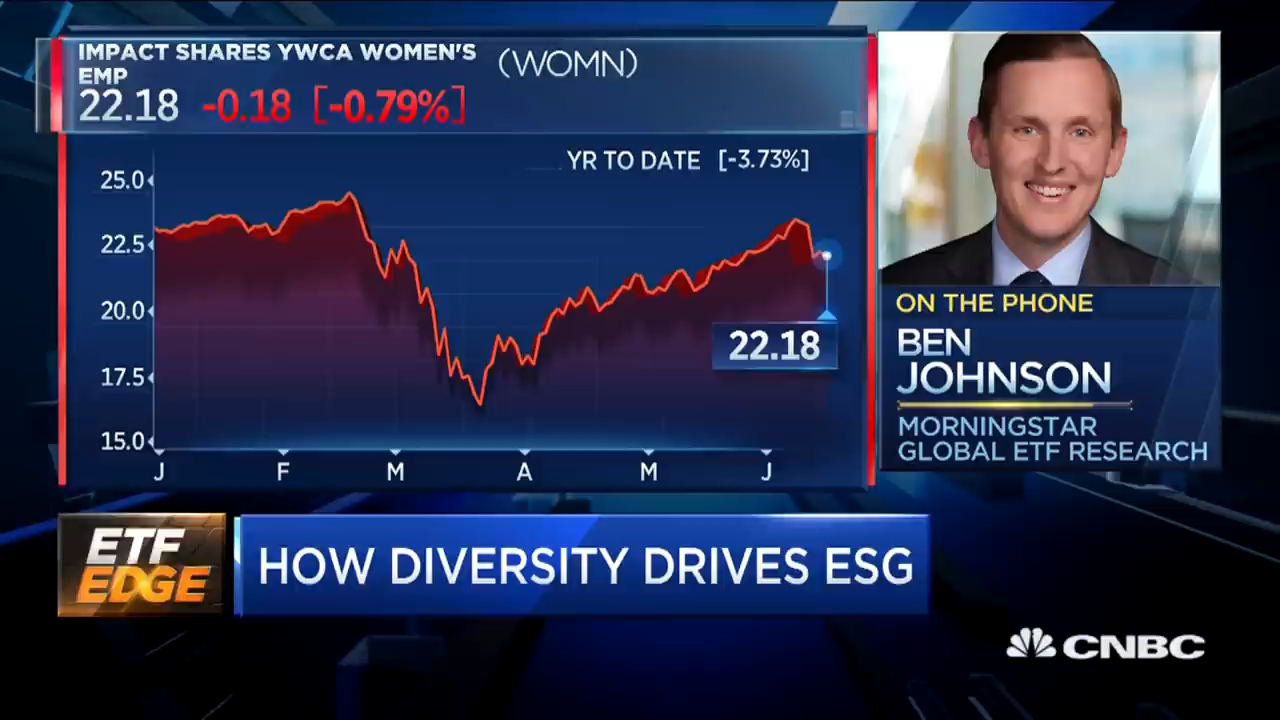 IMPACT SHARES YWCA WOMEN'S
EMP
(WOMN)
22.18 -0.18 [-0.79%]
YR TO DATE [-3.73%]
25.0
22.5
20.0
17.5
15.0
J F M A M J
22.18
ON THE PHONE
BEN
JOHNSON
MORNINGSTAR
GLOBAL ETF RESEARCH
ETF
EDGE
HOW DIVERSITY DRIVES ESG
CNBC